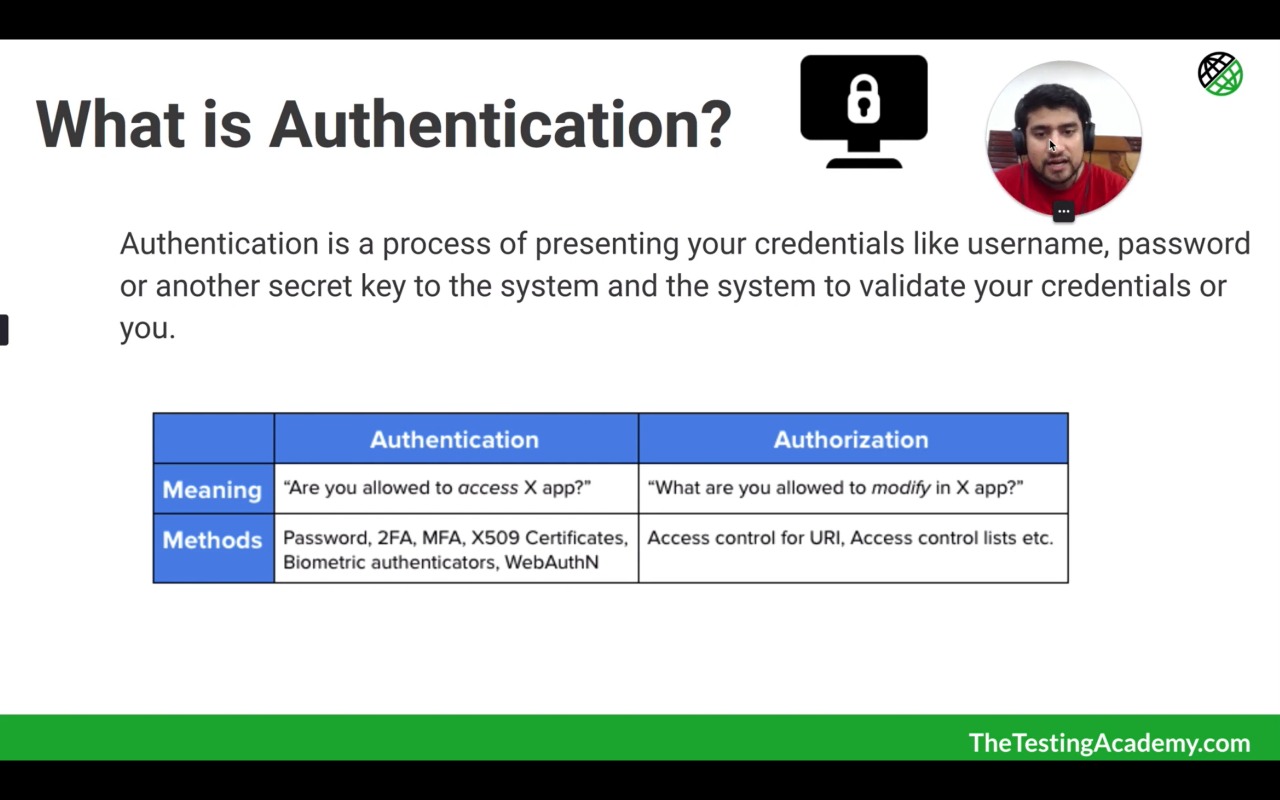 What is Authentication?
Authentication is a process of presenting your credentials like username, password
or another secret key to the system and the system to validate your credentials or
you.
Authentication Authorization
Meaning “Are you allowed to access X app?” “What are you allowed to modify in X app?”
Methods Password, 2FA, MFA, X509 Certificates, Access control for URI, Access control lists etc.
Biometric authenticators, WebAuthN
TheTestingAcademy.com